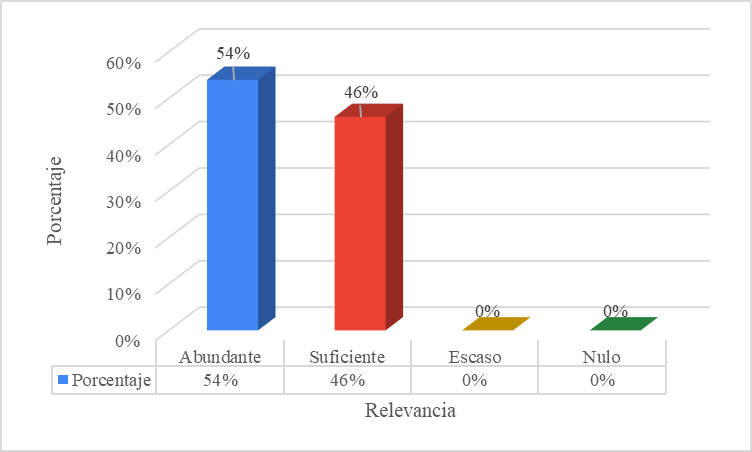 54%
60%
46%
50%
40%
Porcentaje
30%
20%
10%
0% 0%
0%
Abundante Suficiente Escaso Nulo
Porcentaje 54% 46% 0% 0%
Relevancia